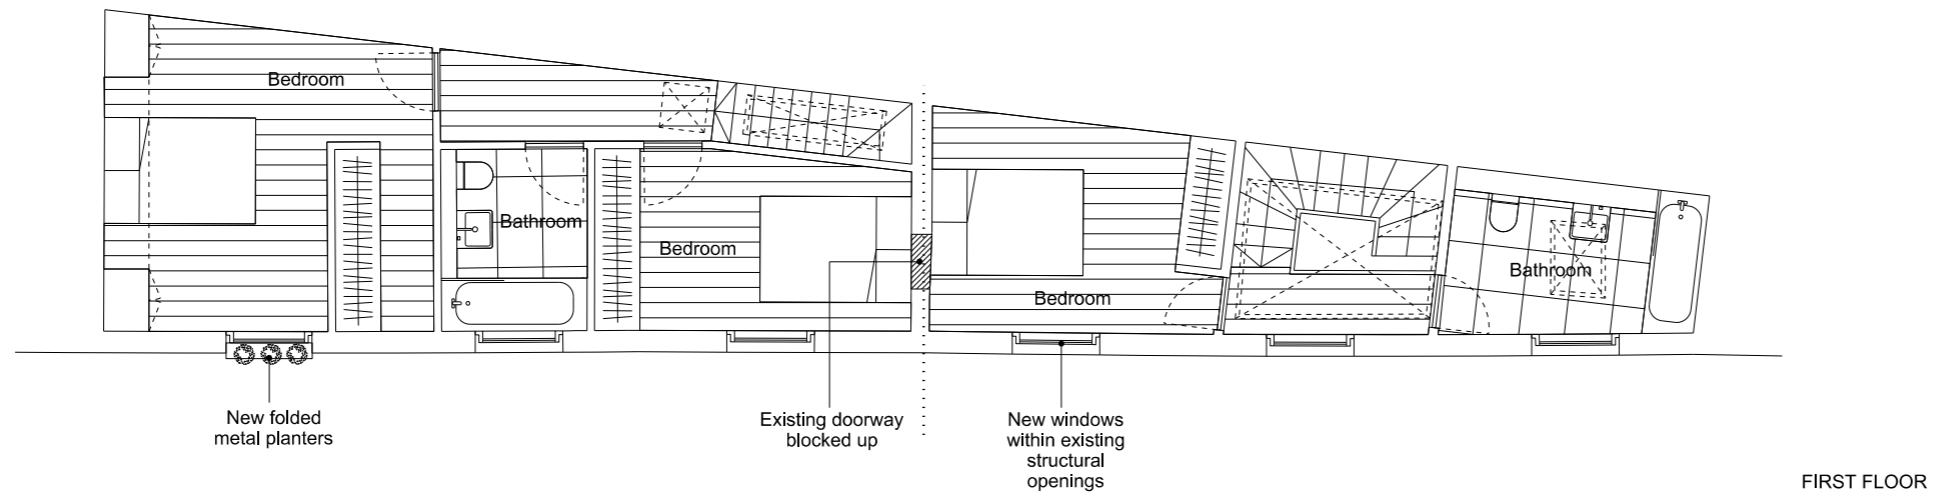 Bedroom
Bathroom
Bedroom
Bedroom
Bathroom
New folded
metal planters
Existing doorway
blocked up
New windows
within existing
structural
openings
FIRST FLOOR